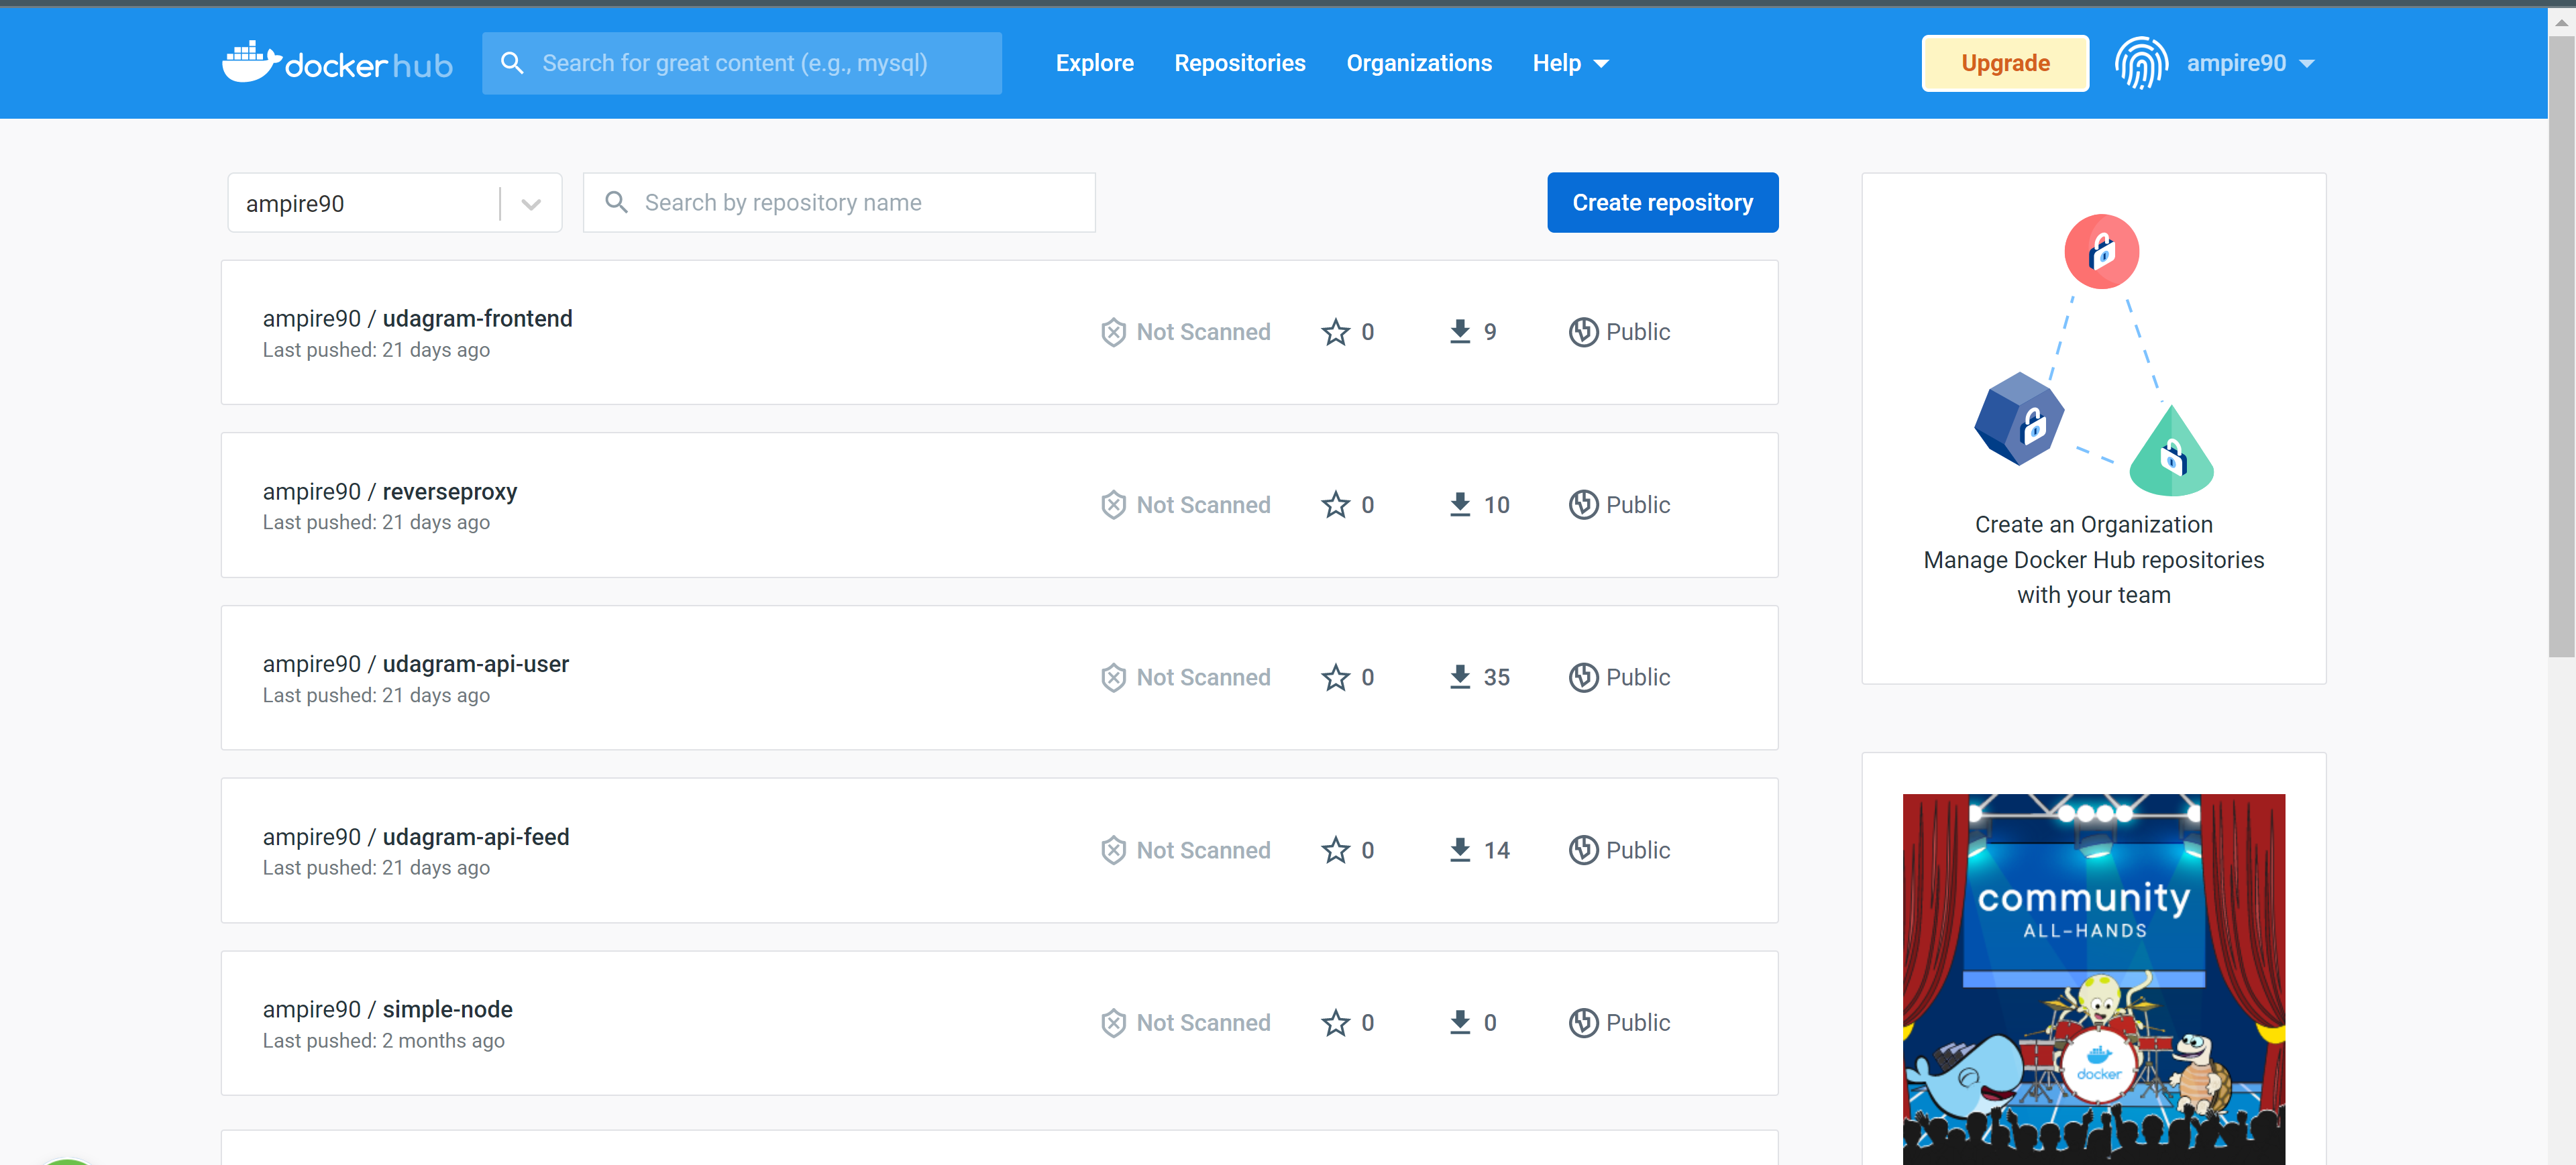 docker hub
Search for great content (e.g., mysql)
Explore
Repositories
Organizations
Help
Upgrade
ampire90
ampire90
Search by repository name
Create repository
ampire90 / udagram-frontend
Last pushed: 21 days ago
Not Scanned
0
9
Public
ampire90 / reverseproxy
Last pushed: 21 days ago
Not Scanned
0
10
Public
ampire90 / udagram-api-user
Last pushed: 21 days ago
Not Scanned
0
35
Public
ampire90 / udagram-api-feed
Last pushed: 21 days ago
Not Scanned
0
14
Public
ampire90 / simple-node
Last pushed: 2 months ago
Not Scanned
0
0
Public
Create an Organization
Manage Docker Hub repositories
with your team
community
ALL-HANDS
docker